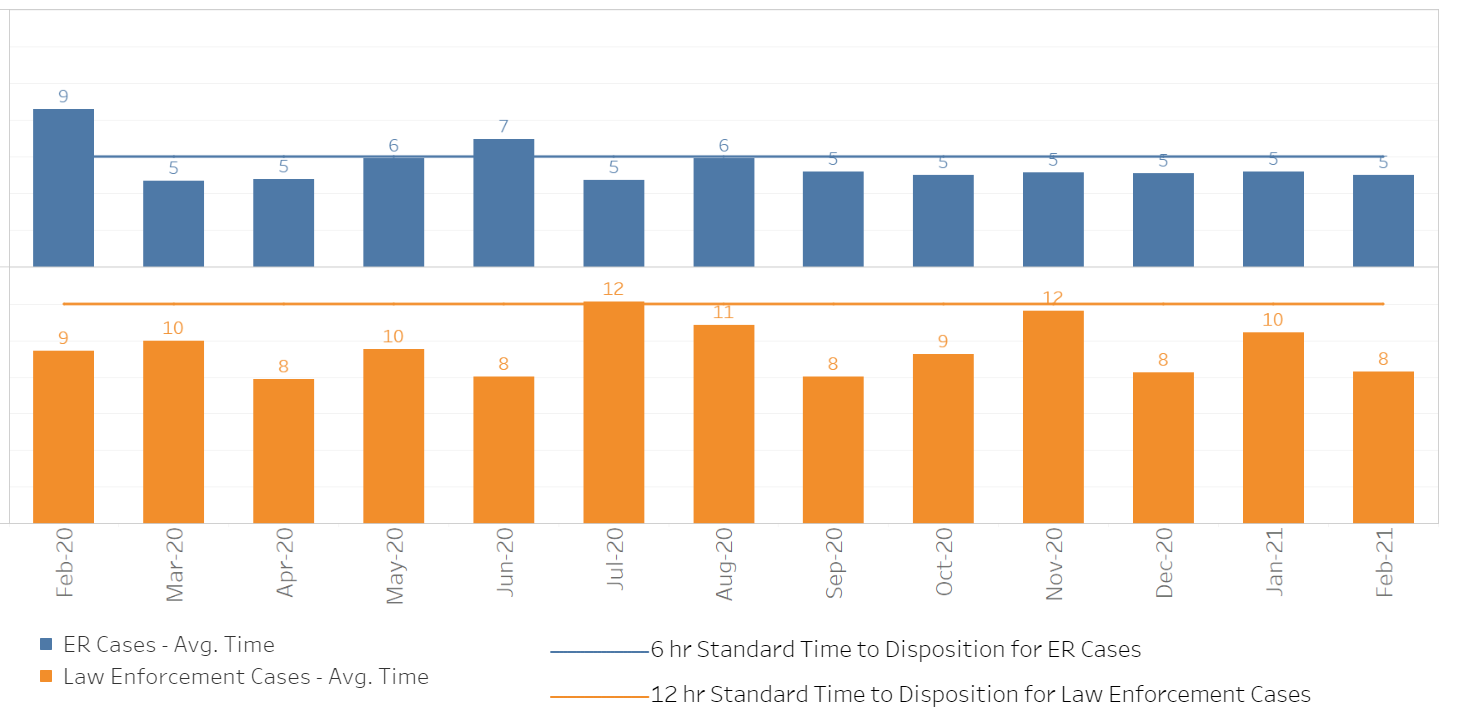 9
5
5
6
7
5
6
5
5
5
5
5
5
9
10
8
10
8
12
11
8
9
12
8
10
8
Feb-20
Mar-20
Apr-20
May-20
Jun-20
Jul-20
Aug-20
Sep-20
Oct-20
Nov-20
Dec-20
Jan-21
Feb-21
ER Cases - Avg. Time
Law Enforcement Cases - Avg. Time
6 hr Standard Time to Disposition for ER Cases
12 hr Standard Time to Disposition for Law Enforcement Cases